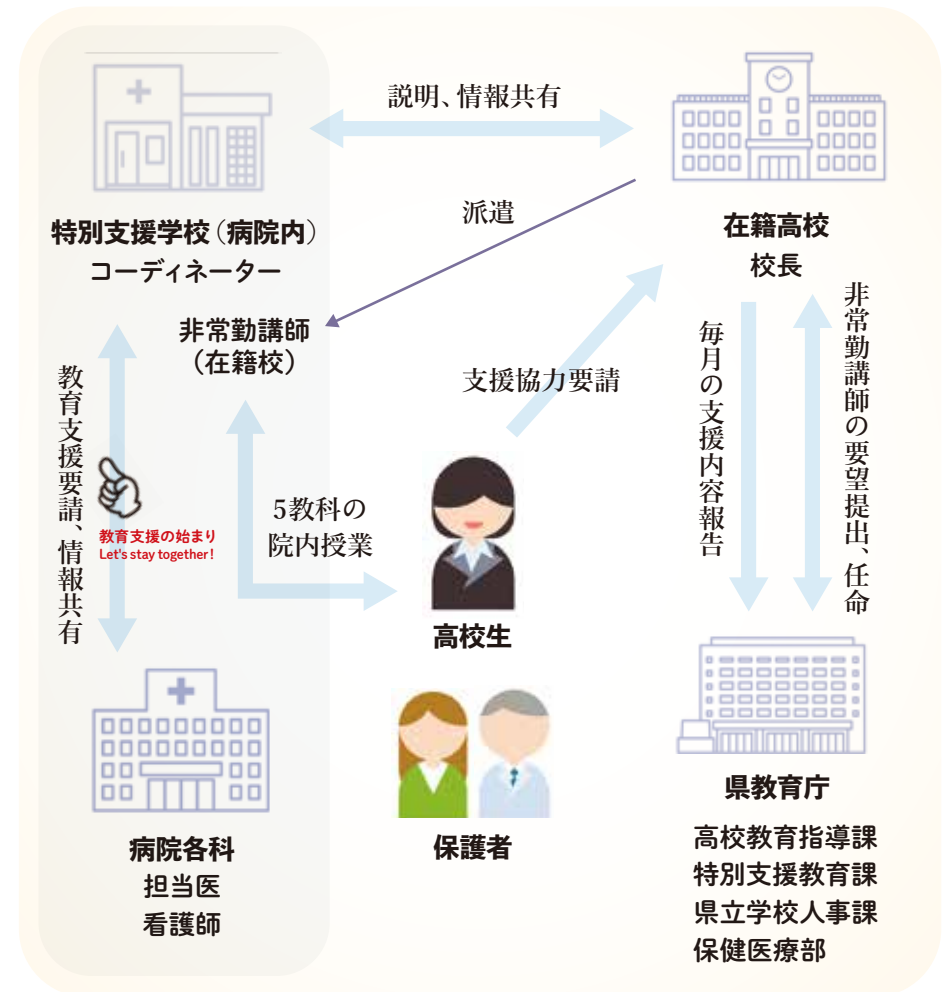 説明、情報共有
特別支援学校（病院内）
コーディネーター
在籍高校
校長
派遣
非常勤講師
（在籍校）
支援協力要請
教育支援要請、情報共有
教育支援の始まり
Let's stay together!
5教科の
院内授業
毎月の支援内容報告
非常勤講師の要望提出、任命
高校生
病院各科
担当医
看護師
保護者
県教育庁
高校教育指導課
特別支援教育課
県立学校人事課
保健医療部